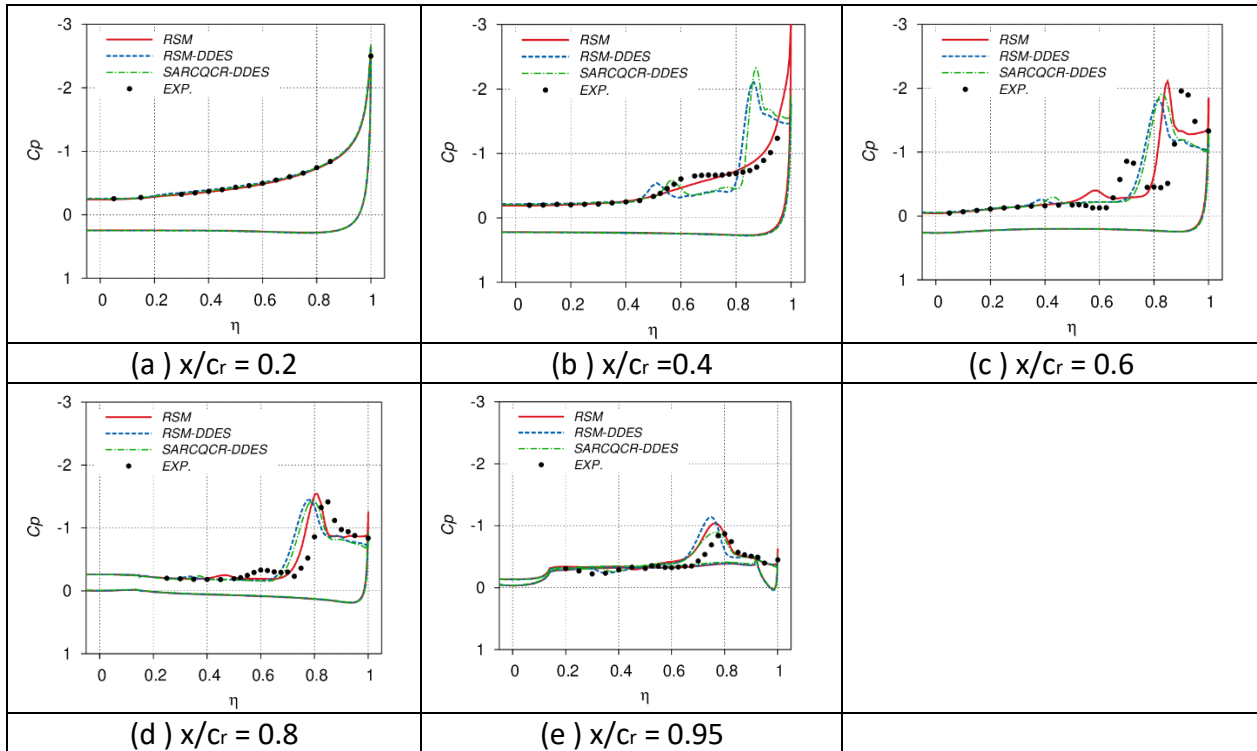 -3
-2
-1
0
1
Cp
RSM
RSM-DDES
SARCQCR-DDES
EXP.
0 0.2 0.4 0.6 0.8 1
η
(a ) x/cr = 0.2
-3
-2
-1
0
1
Cp
RSM
RSM-DDES
SARCQCR-DDES
EXP.
0 0.2 0.4 0.6 0.8 1
η
(b ) x/cr =0.4
-3
-2
-1
0
1
Cp
RSM
RSM-DDES
SARCQCR-DDES
EXP.
0 0.2 0.4 0.6 0.8 1
η
(c ) x/cr = 0.6
-3
-2
-1
0
1
Cp
RSM
RSM-DDES
SARCQCR-DDES
EXP.
0 0.2 0.4 0.6 0.8 1
η
(d ) x/cr = 0.8
-3
-2
-1
0
1
Cp
RSM
RSM-DDES
SARCQCR-DDES
EXP.
0 0.2 0.4 0.6 0.8 1
η
(e ) x/cr = 0.95